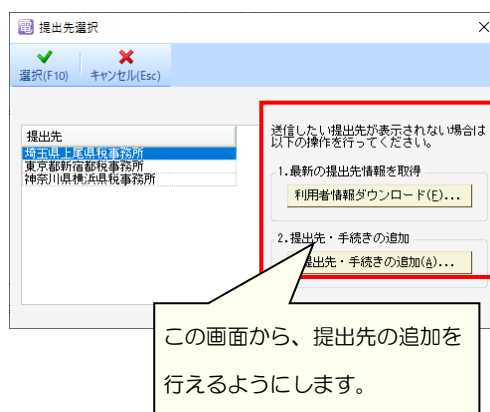 提出先選択
選択(F10) キャンセル(Esc)
提出先
埼玉県上尾県税事務所
東京都新宿都税事務所
神奈川県横浜県税事務所
送信したい提出先が表示されない場合は
以下の操作を行ってください。
1.最新の提出先情報を取得
利用者情報ダウンロード(E)...
2.提出先・手続きの追加
提出先・手続きの追加(A)...
この画面から、提出先の追加を
行えるようにします。